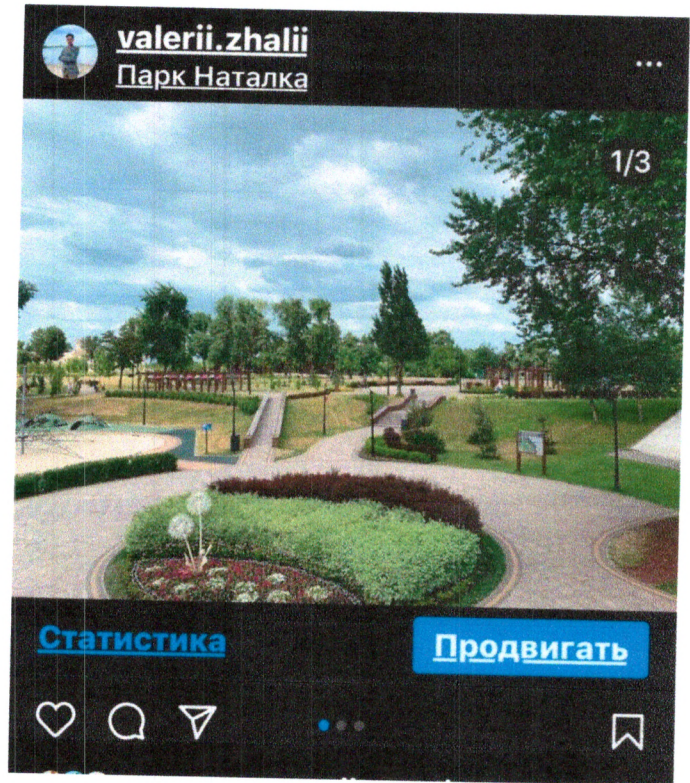 valerii.zhalii
Парк Наталка
1/3
Статистика
Продвигать